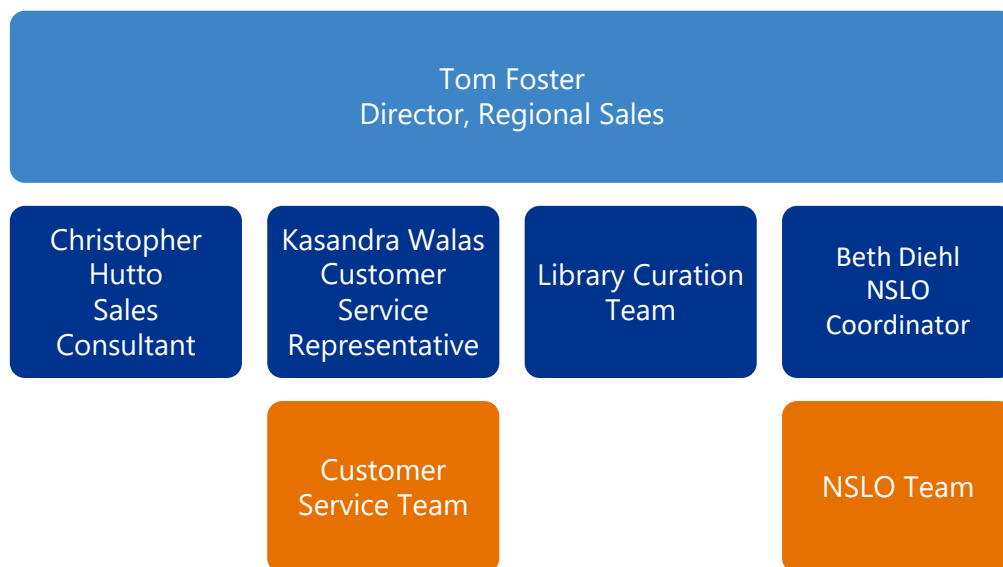 Tom Foster
Director, Regional Sales
Christopher
Hutto
Sales
Consultant
Kasandra Walas
Customer
Service
Representative
Library Curation
Team
Beth Diehl
NSLO
Coordinator
Customer
Service Team
NSLO Team